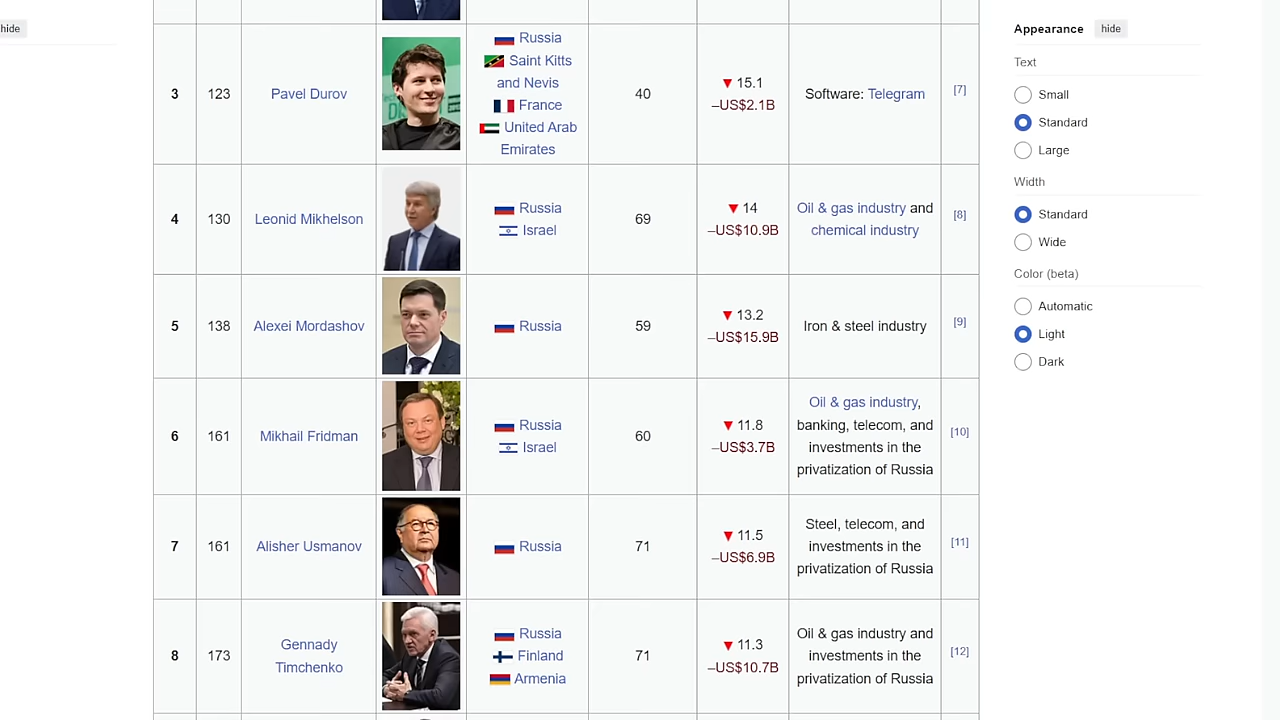 hide
3
123
Pavel Durov
Russia
Saint Kitts
and Nevis
France
United Arab
Emirates
40
▼ 15.1
–US$2.1B
Telegram
[7]
4
130
Leonid Mikhelson
Russia
Israel
69
▼ 14
–US$10.9B
Oil & gas industry and
chemical industry
[8]
5
138
Alexei Mordashov
Russia
59
▼ 13.2
–US$15.9B
Iron & steel industry
[9]
6
161
Mikhail Fridman
Russia
Israel
60
▼ 11.5
–US$3.7B
Oil & gas industry,
banking, telecom, and
investments in the
privatization of Russia
[10]
7
161
Alisher Usmanov
Russia
71
▼ 11.5
–US$6.9B
Steel, telecom, and
investments in the
privatization of Russia
[11]
8
173
Gennady
Timchenko
Russia
Finland
Armenia
71
▼ 11.3
–US$10.7B
Oil & gas industry and
investments in the
privatization of Russia
[12]
Appearance hide
Text
Small
Standard
Large
Width
Standard
Wide
Color (beta)
Automatic
Light
Dark